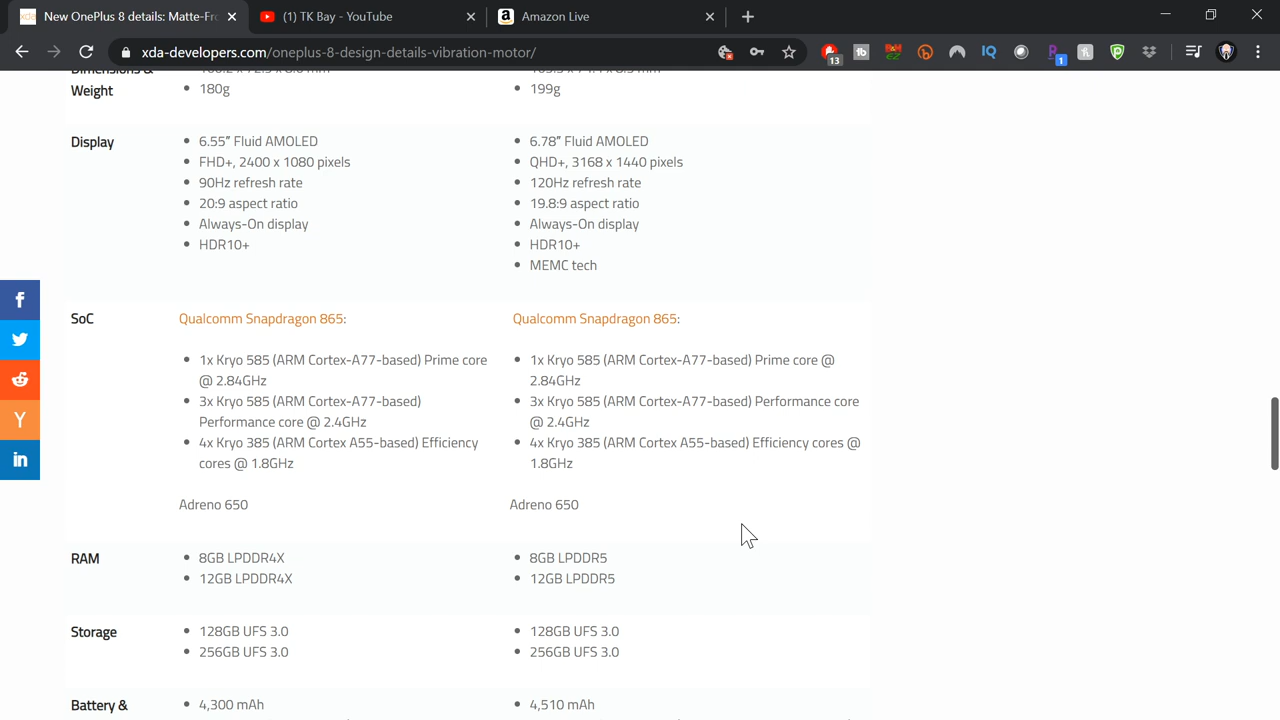 New OnePlus 8 details: Matte-Fr
(1) TK Bay - YouTube
Amazon Live
xda-developers.com/oneplus-8-design-details-vibration-motor/
13
fb
IQ
1
Weight
• 180g
• 199g
Display
• 6.55″ Fluid AMOLED
• FHD+, 2400 x 1080 pixels
• 90Hz refresh rate
• 20:9 aspect ratio
• Always-On display
• HDR10+
• 6.78″ Fluid AMOLED
• QHD+, 3168 x 1440 pixels
• 120Hz refresh rate
• 19.8:9 aspect ratio
• Always-On display
• HDR10+
• MEMC tech
SoC
Qualcomm Snapdragon 865:
• 1x Kryo 585 (ARM Cortex-A77-based) Prime core
@ 2.84GHz
• 3x Kryo 585 (ARM Cortex-A77-based)
Performance core @ 2.4GHz
• 4x Kryo 385 (ARM Cortex A55-based) Efficiency
cores @ 1.8GHz
Adreno 650
Qualcomm Snapdragon 865:
• 1x Kryo 585 (ARM Cortex-A77-based) Prime core @
2.84GHz
• 3x Kryo 585 (ARM Cortex-A77-based) Performance core
@ 2.4GHz
• 4x Kryo 385 (ARM Cortex A55-based) Efficiency cores @
1.8GHz
Adreno 650
RAM
• 8GB LPDDR4X
• 12GB LPDDR4X
• 8GB LPDDR5
• 12GB LPDDR5
Storage
• 128GB UFS 3.0
• 256GB UFS 3.0
• 128GB UFS 3.0
• 256GB UFS 3.0
Battery &
• 4,300 mAh
• 4,510 mAh